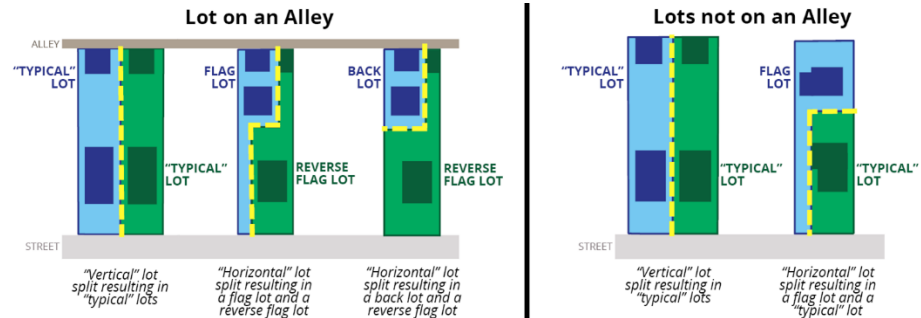 Lot on an Alley
ALLEY
“TYPICAL”
LOT
“TYPICAL”
LOT
FLAG
LOT
REVERSE
FLAG LOT
BACK
LOT
REVERSE
FLAG LOT
STREET
“Vertical” lot
split resulting in
“typical” lots
“Horizontal” lot
split resulting in
a flag lot and a
reverse flag lot
“Horizontal” lot
split resulting in
a back lot and a
reverse flag lot
Lots not on an Alley
“TYPICAL”
LOT
“TYPICAL”
LOT
FLAG
LOT
“TYPICAL”
LOT
STREET
“Vertical” lot
split resulting in
“typical” lots
“Horizontal” lot
split resulting in
a flag lot and a
“typical” lot